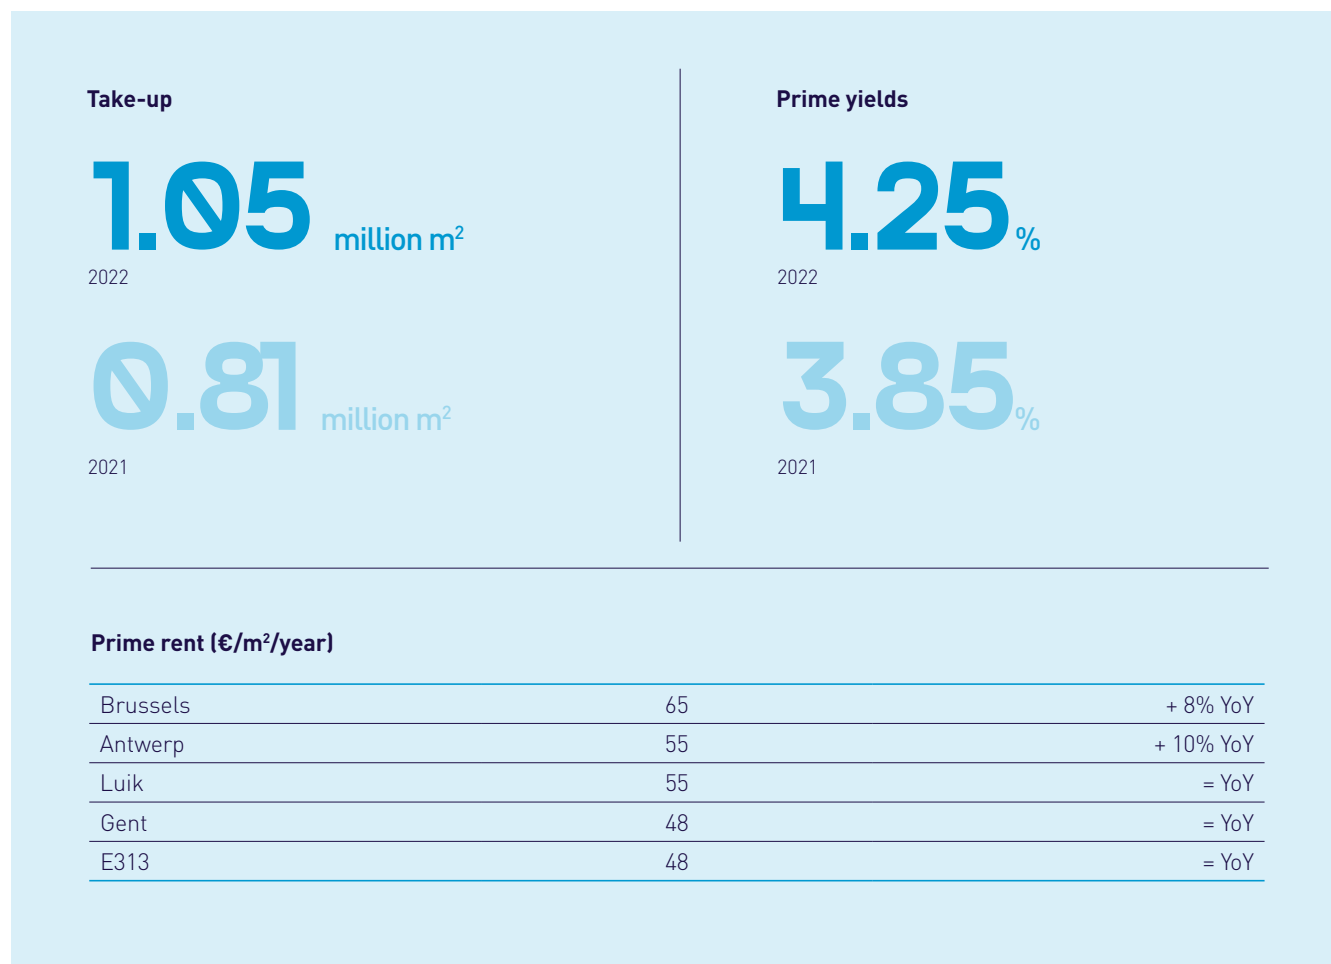 Take-up
1.05 million m²
2022
0.81 million m²
2021
Prime yields
4.25%
2022
3.85%
2021
Prime rent (€/m²/year)
Brussels 65 + 8% YoY
Antwerp 55 + 10% YoY
Luik 55 = YoY
Gent 48 = YoY
E313 48 = YoY